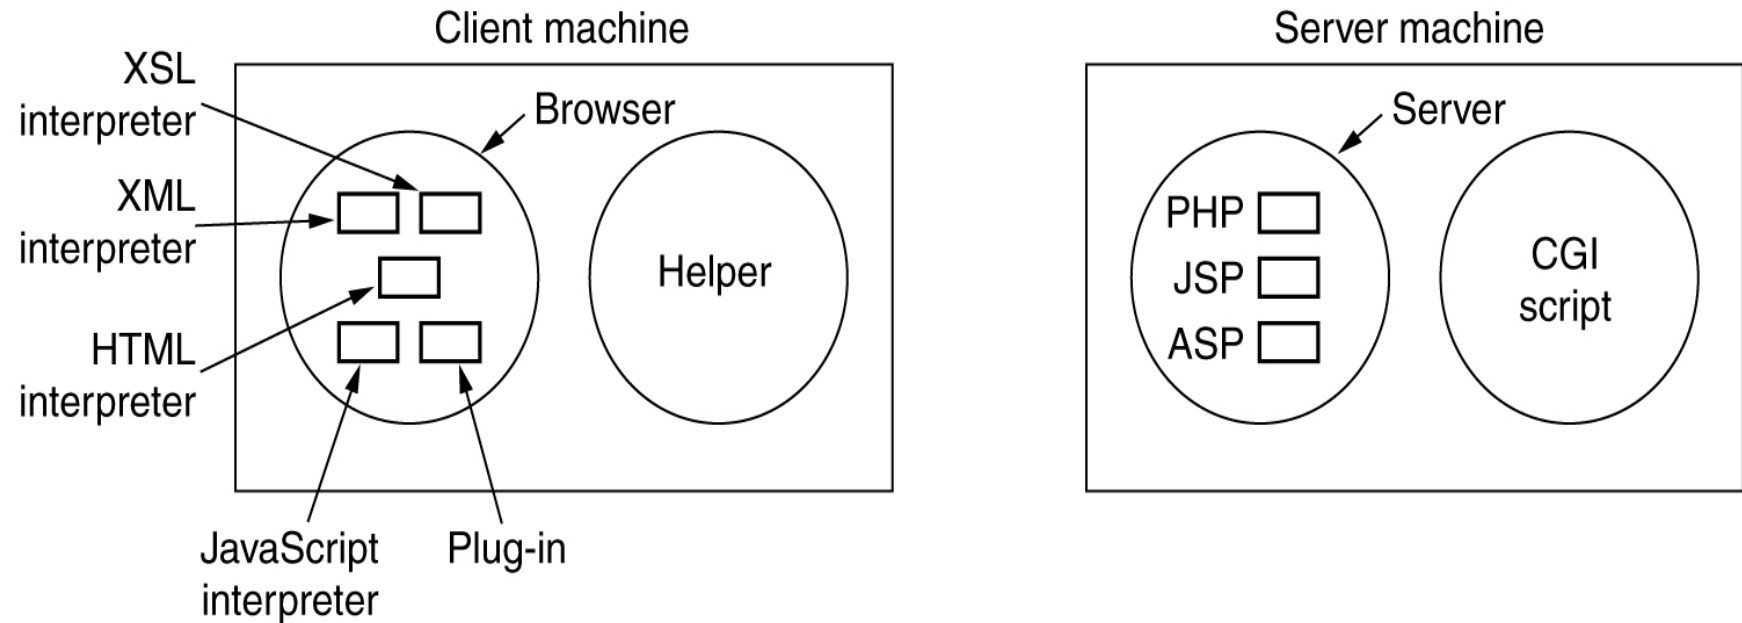 Client machine
Server machine
XSL
interpreter
Browser
Server
XML
interpreter
PHP
Helper
JSP
CGI
script
HTML
interpreter
ASP
JavaScript
interpreter
Plug-in